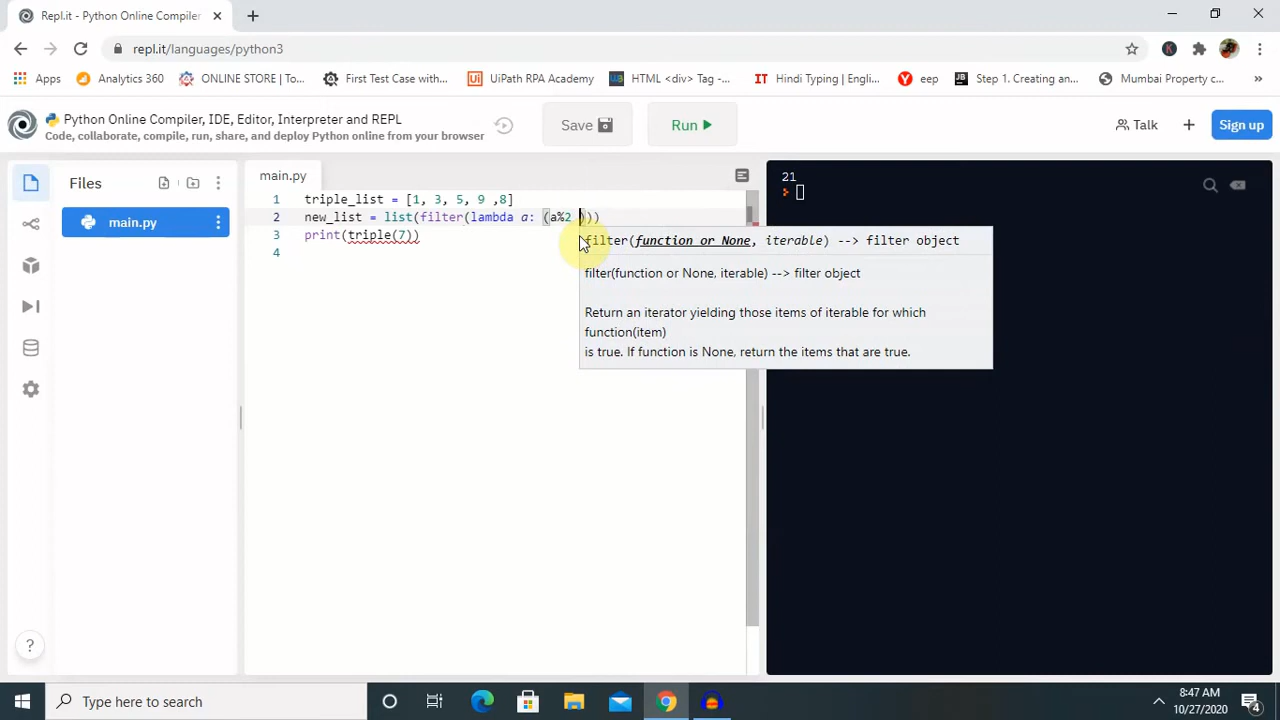 Repl.it - Python Online Compiler
repl.it/languages/python3
Apps
Analytics 360
ONLINE STORE | To...
First Test Case with...
UiPath RPA Academy
HTML <div> Tag -...
IT Hindi Typing | Engli...
eep
Step 1. Creating an...
Mumbai Property c...
»
Python Online Compiler, IDE, Editor, Interpreter and REPL
Code, collaborate, compile, run, share, and deploy Python online from your browser
Save
Run
Talk
Sign up
Files
main.py
main.py
1 triple_list = [1, 3, 5, 9 ,8]
2 new_list = list(filter(lambda a: (a%2 )))
3 print(triple(7))
4
filter(function or None, iterable) --> filter object
filter(function or None, iterable) --> filter object
Return an iterator yielding those items of iterable for which
function(item)
is true. If function is None, return the items that are true.
21
?
Type here to search
8:47 AM
10/27/2020
4